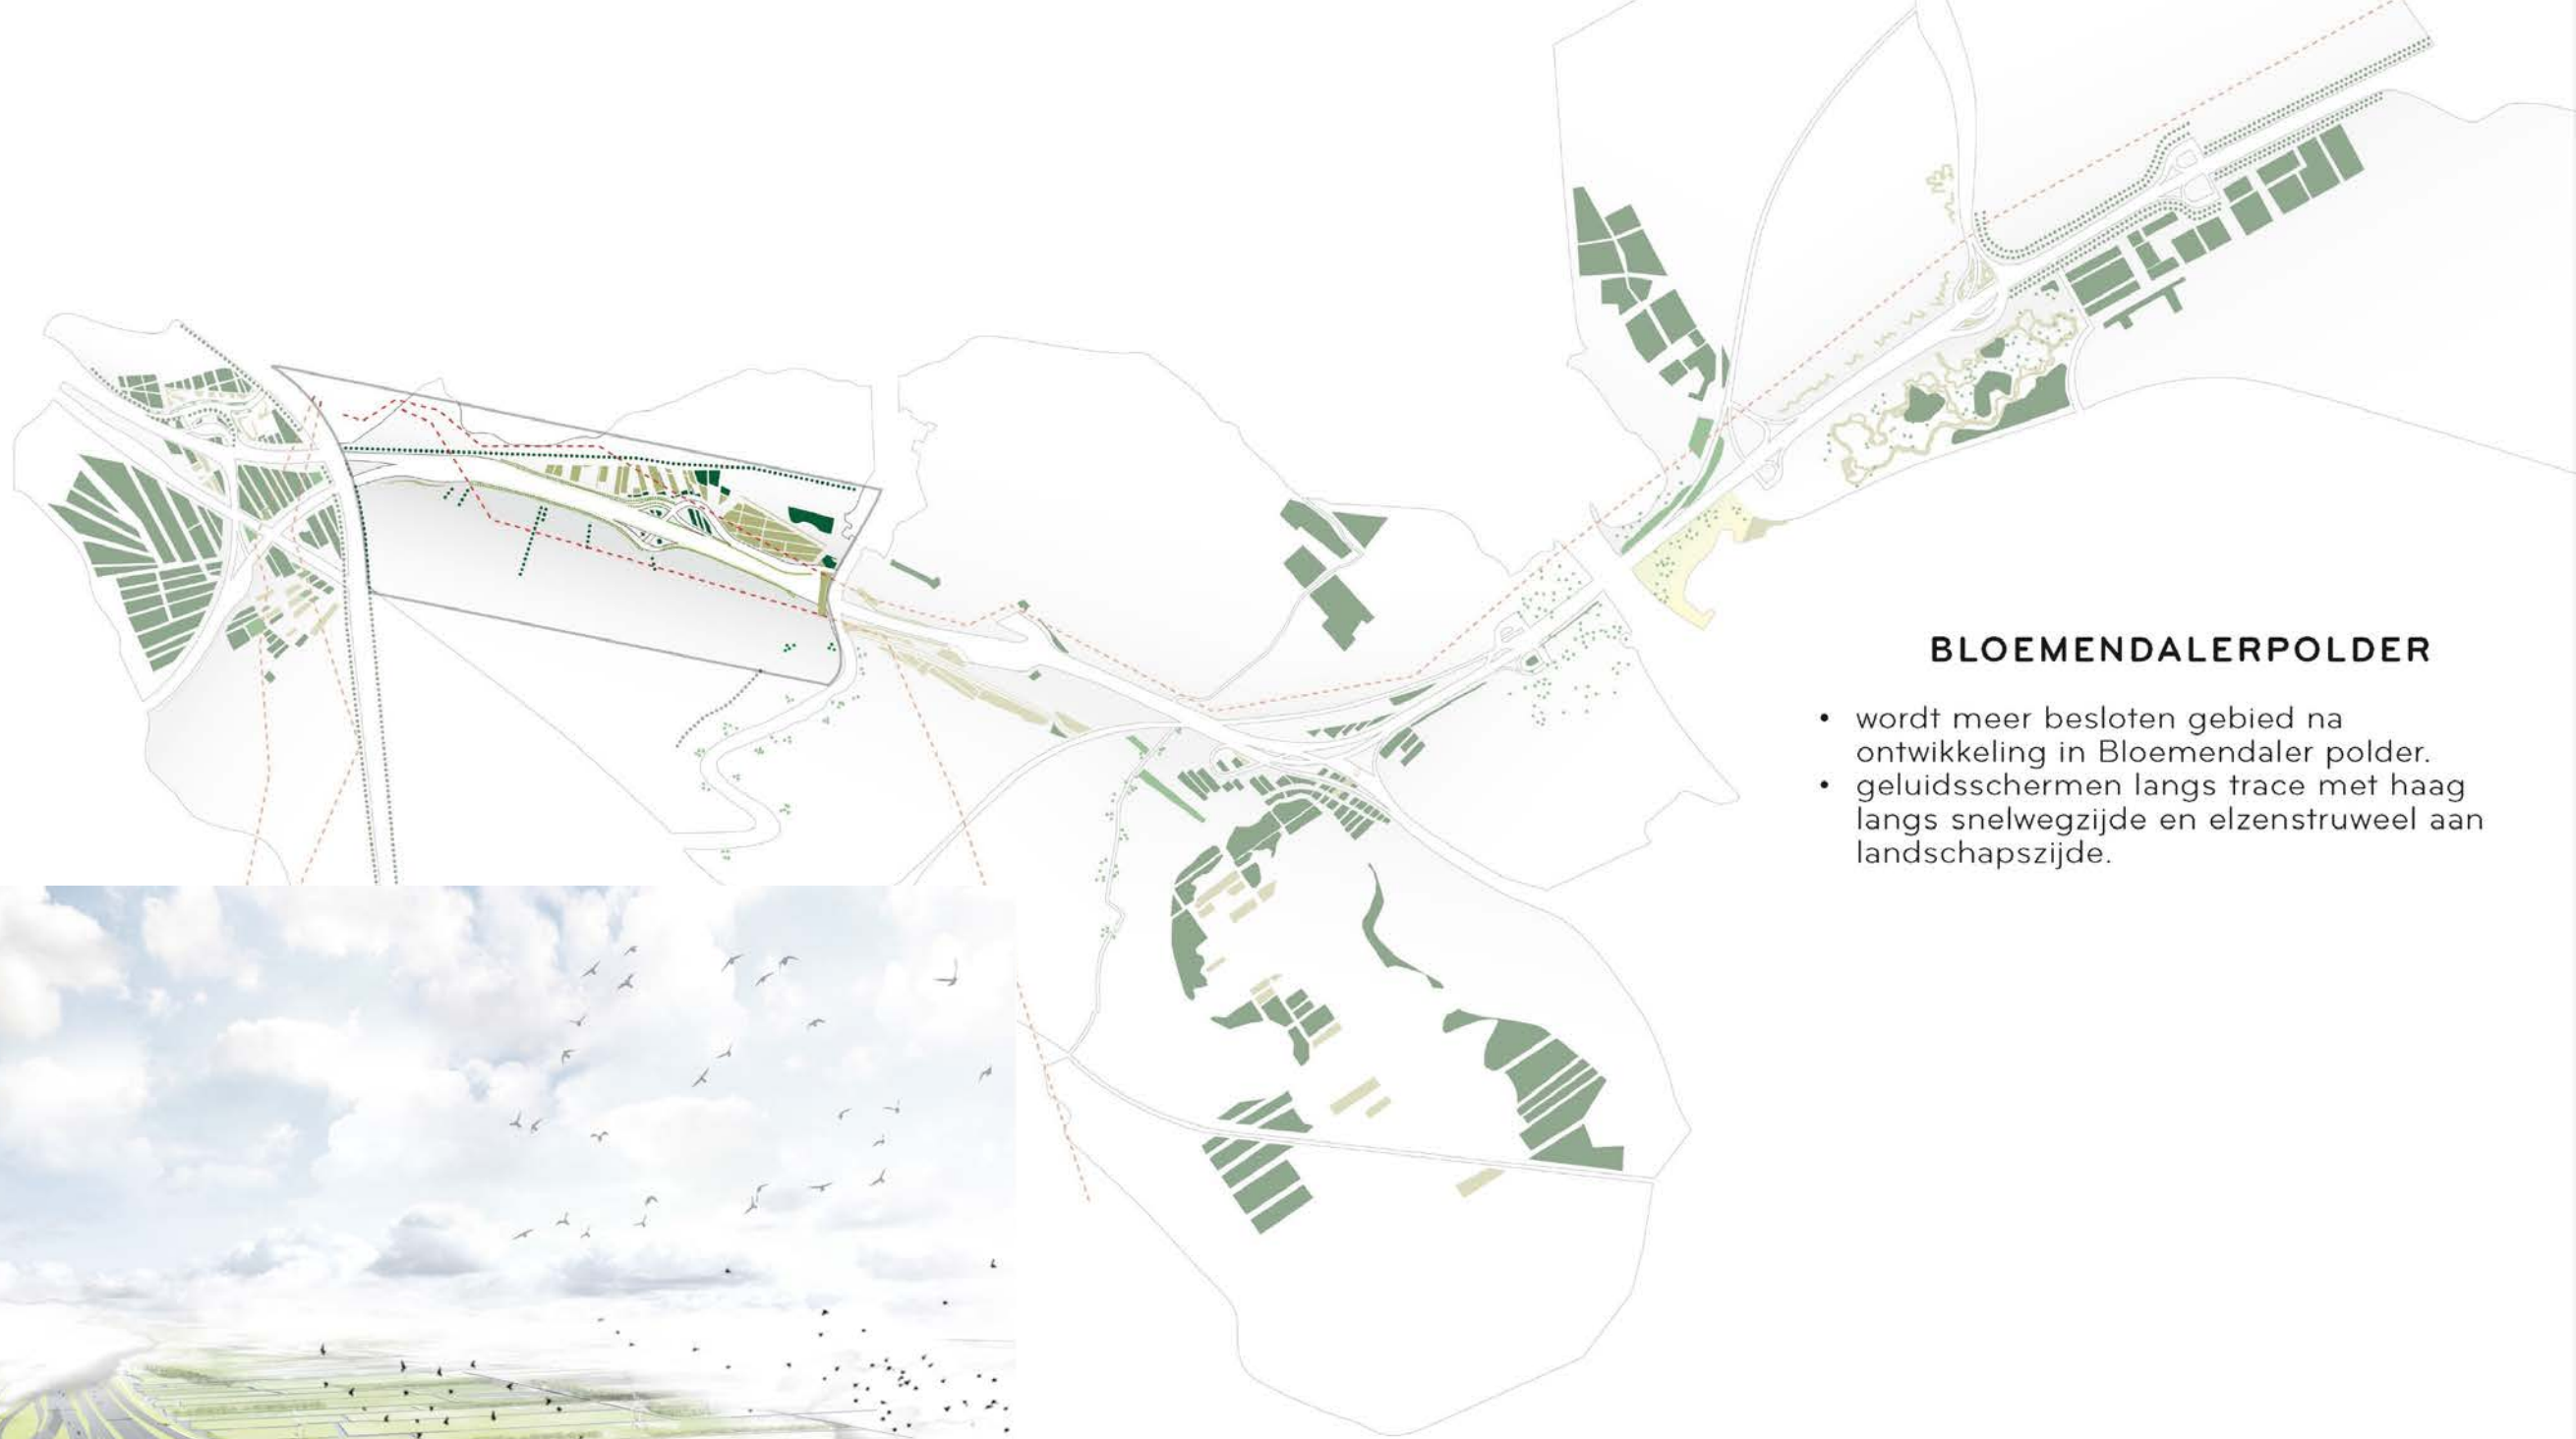 BLOEMENDALERPOLDER
• wordt meer besloten gebied na
ontwikkeling in Bloemendaler polder.
• geluidsschermen langs trace met haag
langs snelwegzijde en elzenstruweel aan
landschapszijde.